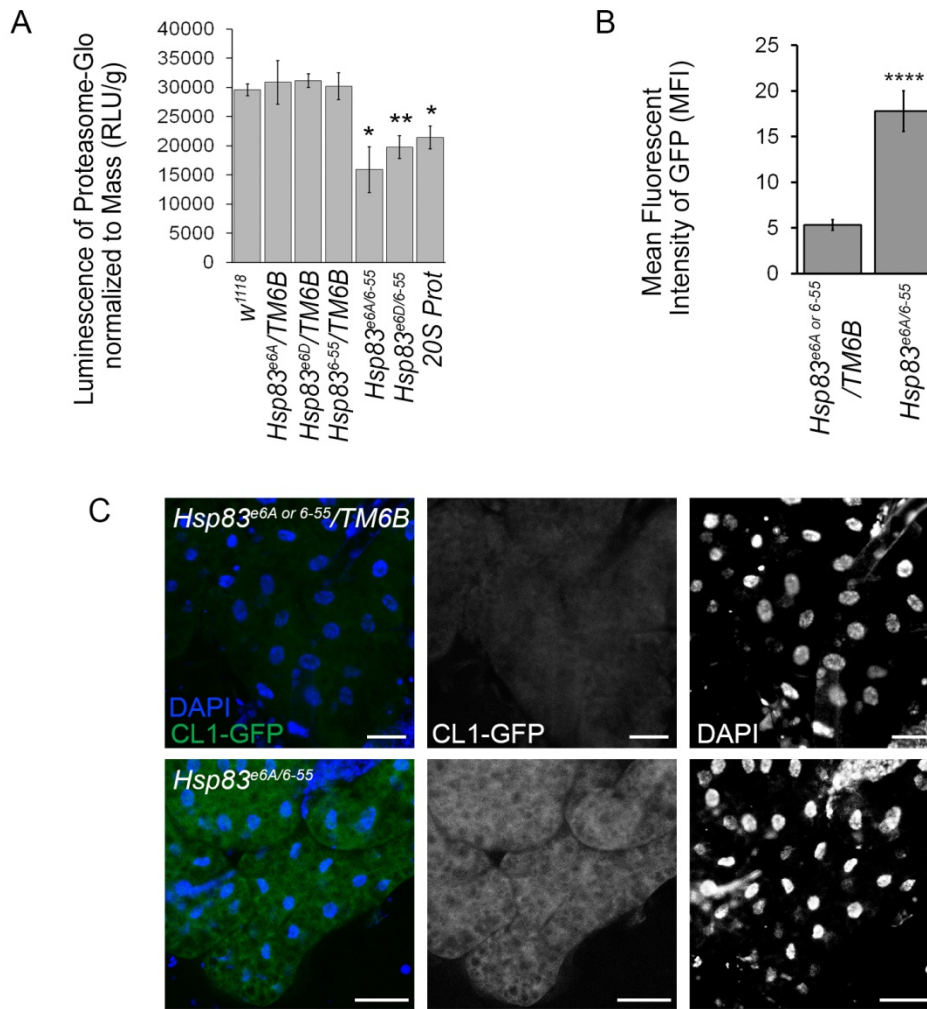 A
Luminescence of Proteasome-Glo
normalized to Mass (RLU/g)
40000
35000
30000
25000
20000
15000
10000
5000
0
*
**
*
w1118
Hsp83e6A/TM6B
Hsp83e6D/TM6B
Hsp836-55/TM6B
Hsp83e6A/6-55
Hsp83e6D/6-55
20S Prot
B
Mean Fluorescent
Intensity of GFP (MFI)
25
20
15
10
5
0
****
Hsp83e6A or 6-55
/TM6B
Hsp83e6A/6-55
C
Hsp83e6A or 6-55/TM6B
DAPI
CL1-GFP
CL1-GFP
DAPI
Hsp83e6A/6-55